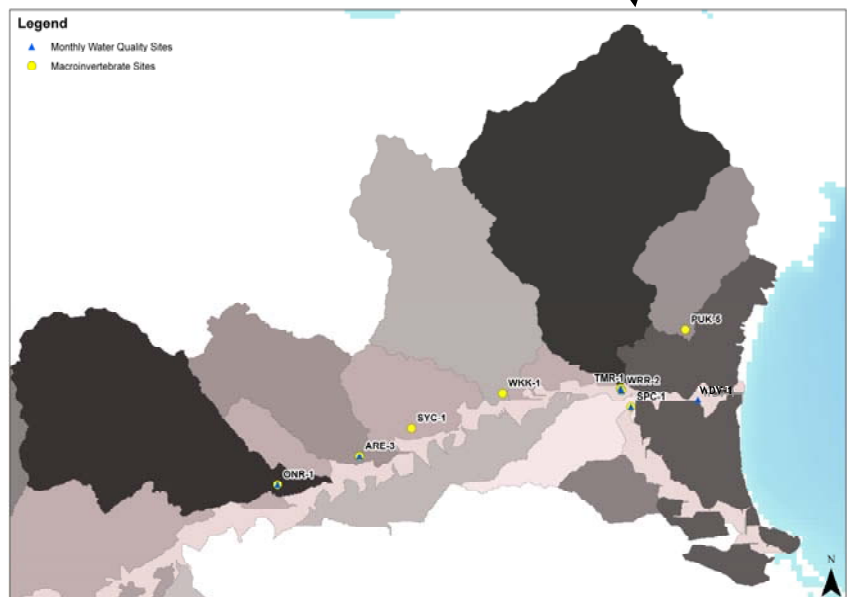 Legend
Monthly Water Quality Sites
Macroinvertebrate Sites
PUK-5
WKK-1
TMR-1 WRR-2
SPC-1
SYC-1
ARE-3
ONR-1
N